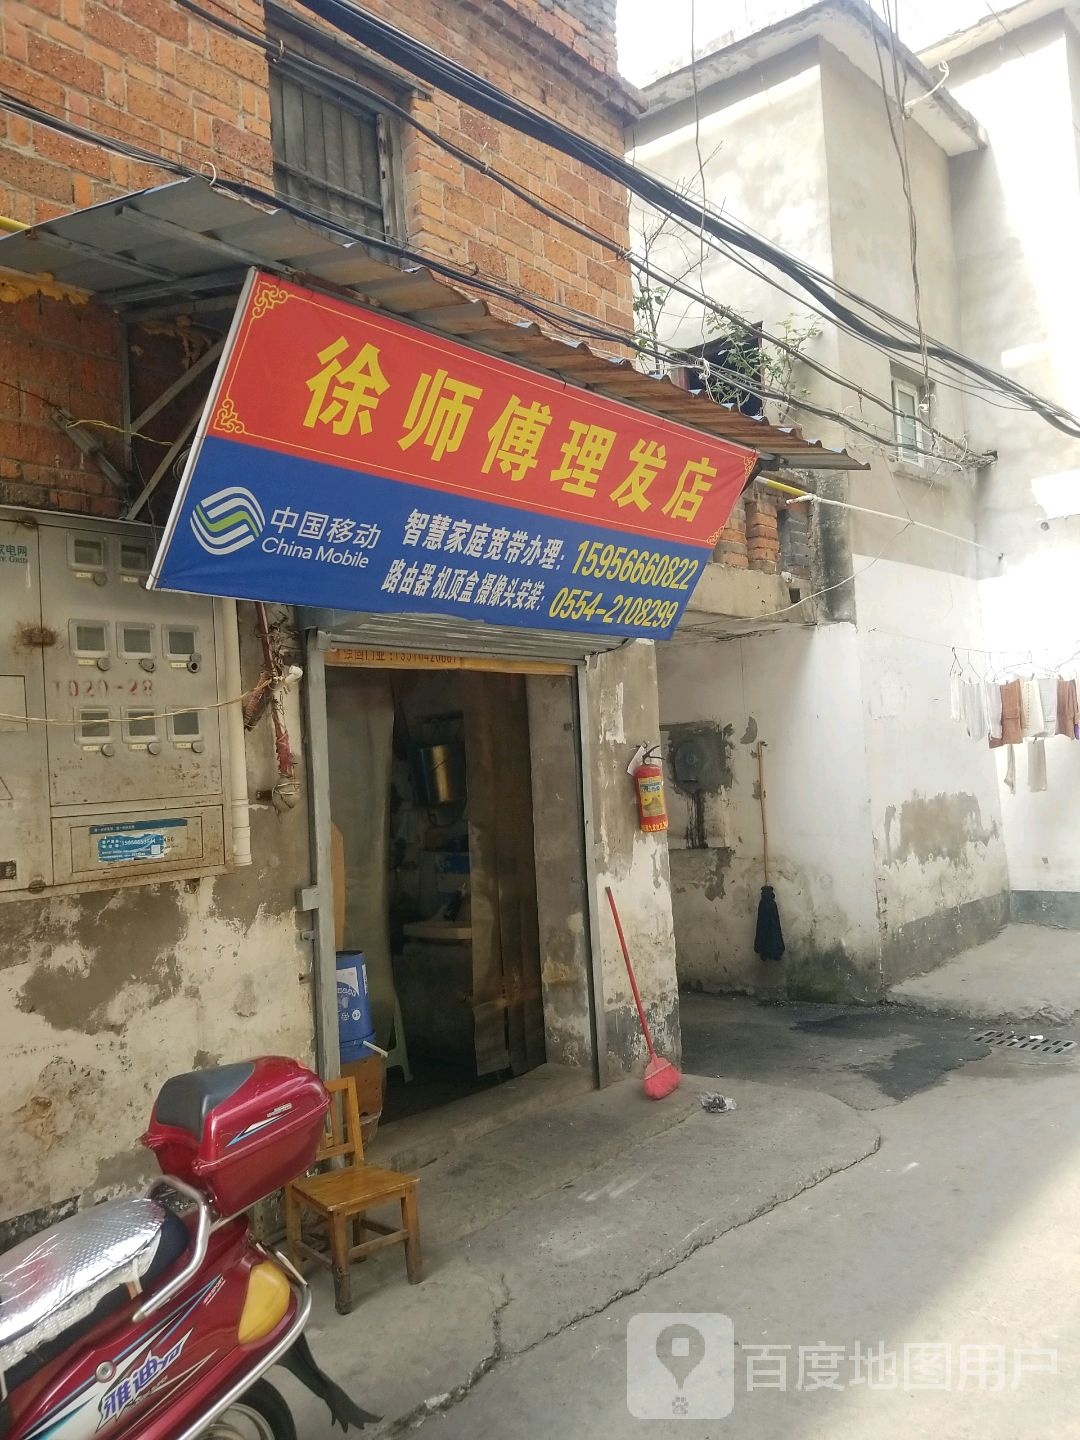 徐师傅理发店
中国移动
China Mobile
智慧家庭宽带办理：15956660822
路由器 机顶盒 摄像头安装：0554-2108299
T020-28
雅迪
百度地图用户